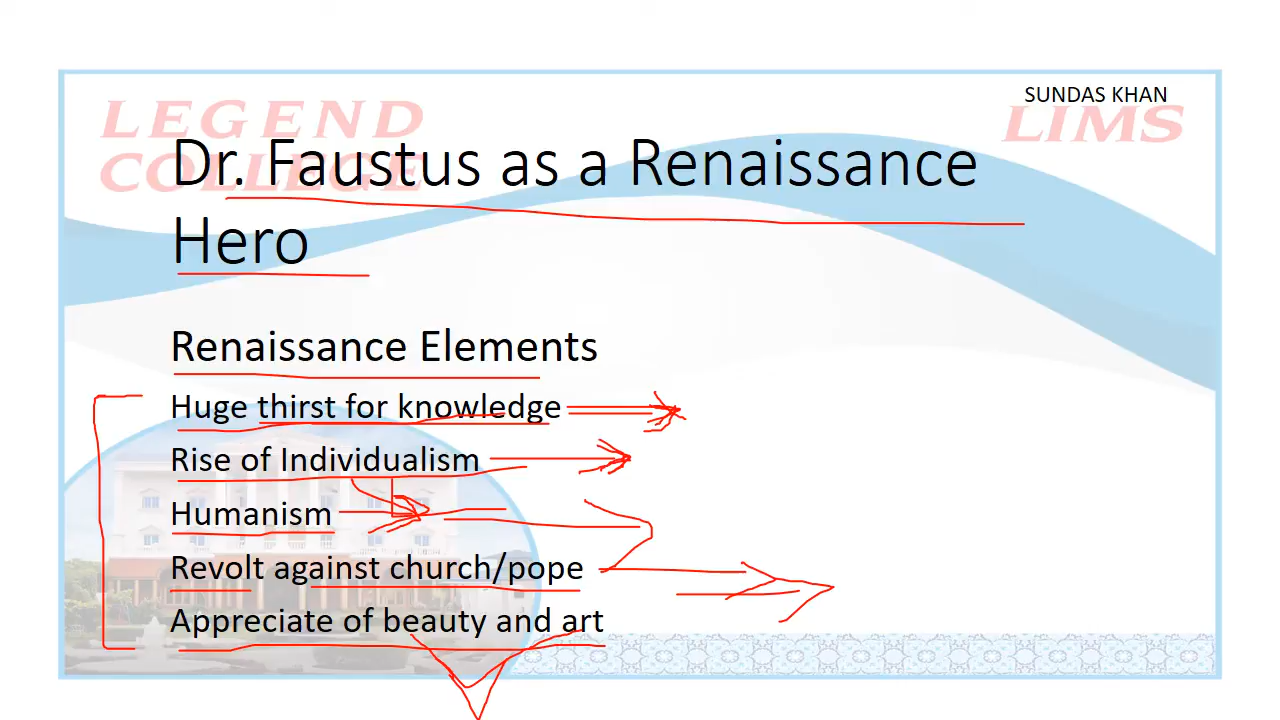 SUNDAS KHAN
LEGEND
COLLEGE
LIMS
Dr. Faustus as a Renaissance
Hero
Renaissance Elements
Huge thirst for knowledge
Rise of Individualism
Humanism
Revolt against church/pope
Appreciate of beauty and art